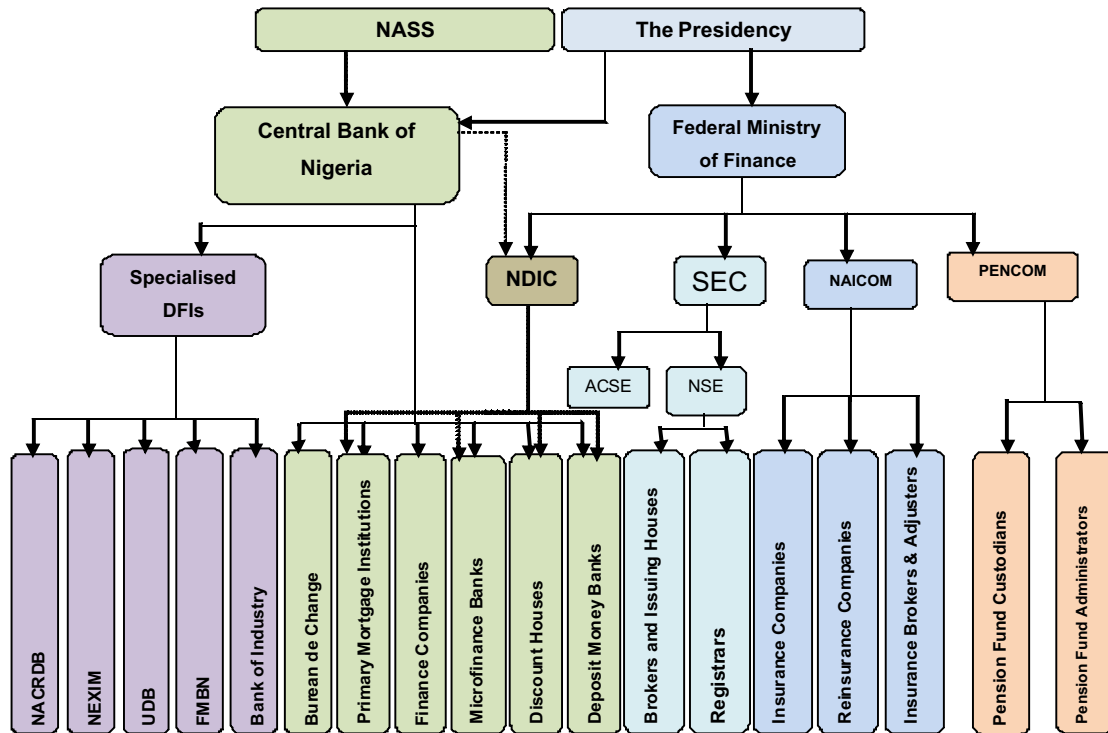 NASS
The Presidency
Central Bank of
Nigeria
Federal Ministry
of Finance
Specialised
DFIs
NDIC
SEC
NAICOM
PENCOM
ACSE
NSE
NACRDB
NEXIM
UDB
FMBN
Bank of Industry
Burean de Change
Primary Mortgage Institutions
Finance Companies
Microfinance Banks
Discount Houses
Deposit Money Banks
Brokers and Issuing Houses
Registrars
Insurance Companies
Reinsurance Companies
Insurance Brokers & Adjusters
Pension Fund Custodians
Pension Fund Administrators